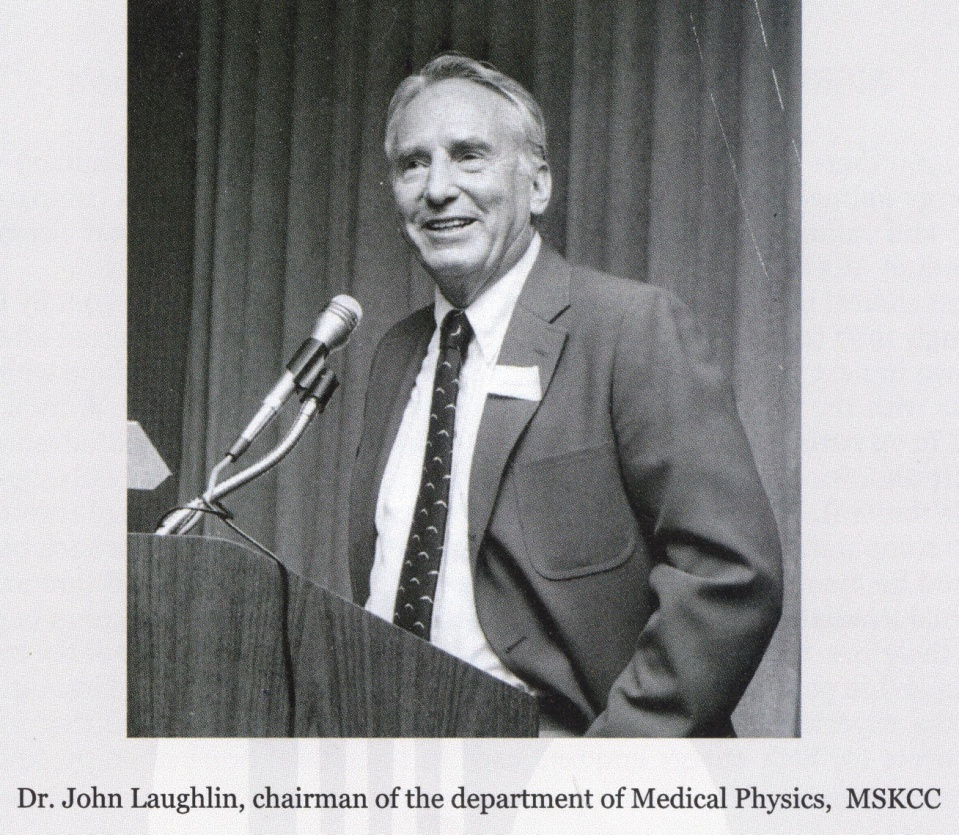 Dr. John Laughlin, chairman of the department of Medical Physics,  MSKCC